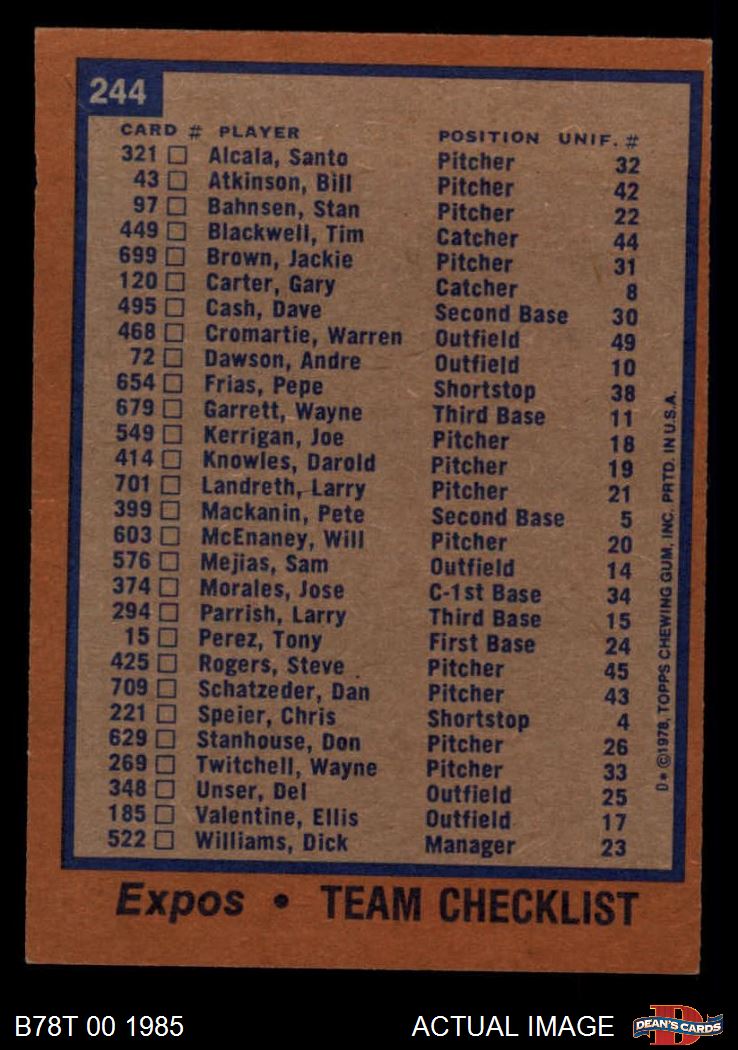 244
CARD # PLAYER POSITION UNIF. #
321 Alcala, Santo Pitcher 32
43 Atkinson, Bill Pitcher 42
97 Bahnsen, Stan Pitcher 22
449 Blackwell, Tim Catcher 44
699 Brown, Jackie Pitcher 31
120 Carter, Gary Catcher 8
495 Cash, Dave Second Base 30
468 Cromartie, Warren Outfield 49
72 Dawson, Andre Outfield 10
654 Frias, Pepe Shortstop 38
679 Garrett, Wayne Third Base 11
549 Kerrigan, Joe Pitcher 18
414 Knowles, Darold Pitcher 19
701 Landreth, Larry Pitcher 21
399 Mackanin, Pete Second Base 5
603 McEnaney, Will Pitcher 20
576 Mejias, Sam Outfield 14
374 Morales, Jose C-1st Base 34
294 Parrish, Larry Third Base 15
15 Perez, Tony First Base 24
425 Rogers, Steve Pitcher 45
709 Schatzeder, Dan Pitcher 43
221 Speier, Chris Shortstop 4
629 Stanhouse, Don Pitcher 26
269 Twitchell, Wayne Pitcher 33
348 Unser, Del Outfield 25
185 Valentine, Ellis Outfield 17
522 Williams, Dick Manager 23
D* ©1978, TOPPS CHEWING GUM, INC. PRTD. IN U.S.A.
Expos • TEAM CHECKLIST
B78T 00 1985 ACTUAL IMAGE
D
DEAN'S CARDS